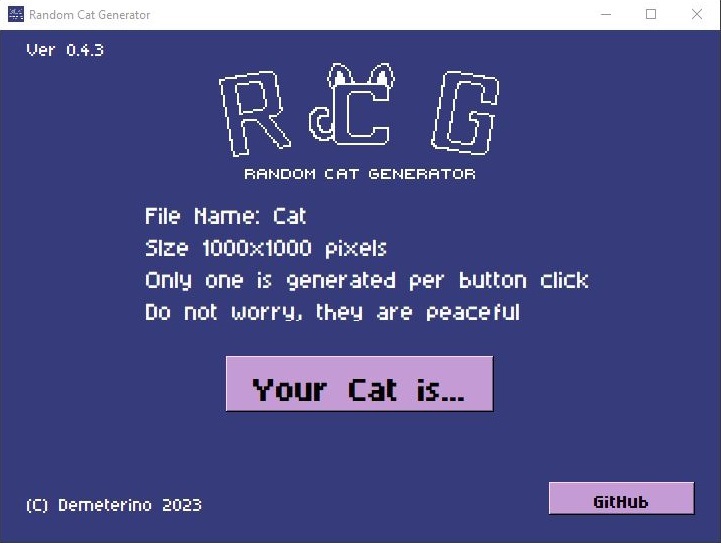 Random Cat Generator
Ver 0.4.3
RCG
RANDOM CAT GENERATOR
File Name: Cat
SIze 1000x1000 pixels
Only one is generated per button click
Do not worry, they are peaceful
Your Cat is...
(C) Demeterino 2023
GitHub